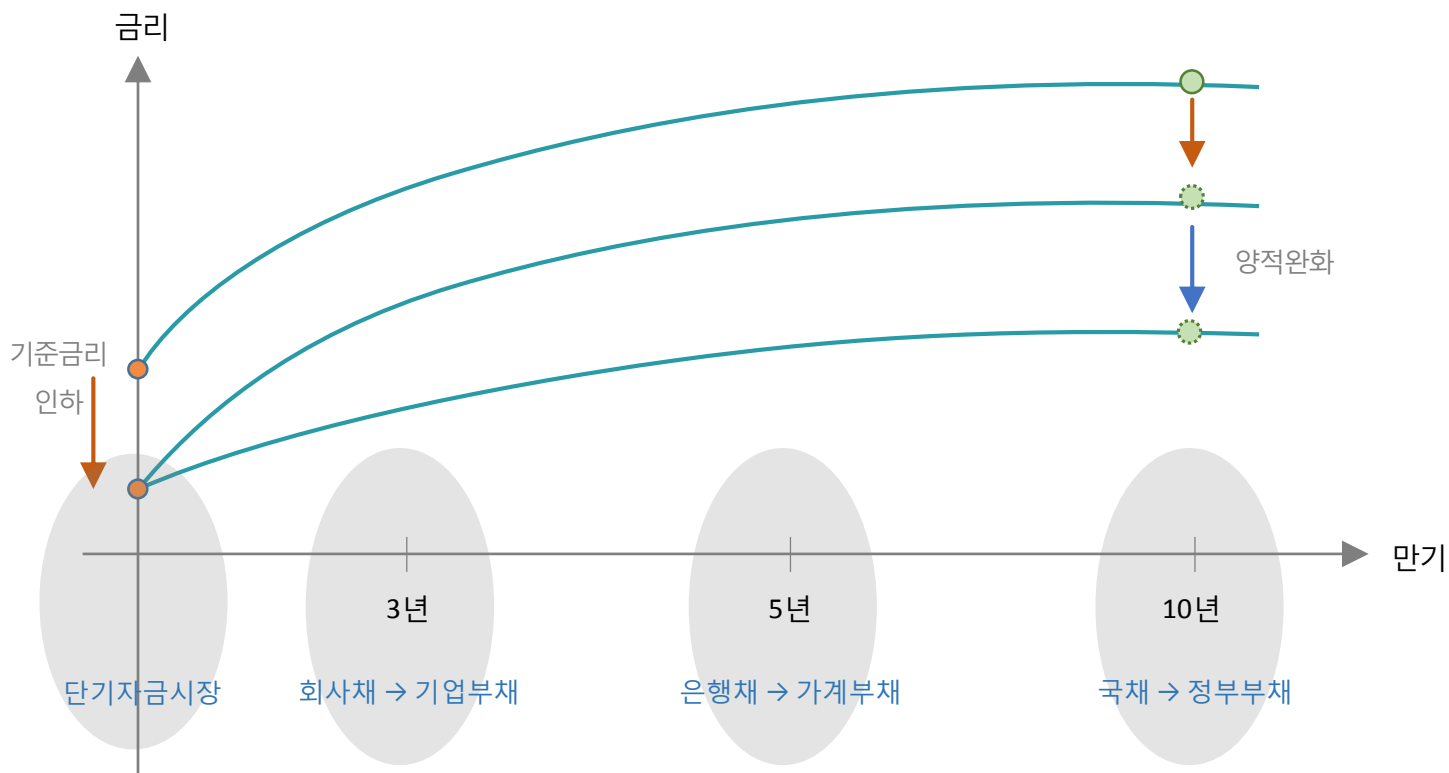 금리
양적완화
기준금리
인하
만기
3년
5년
10년
단기자금시장
회사채 → 기업부채
은행채 → 가계부채
국채 → 정부부채